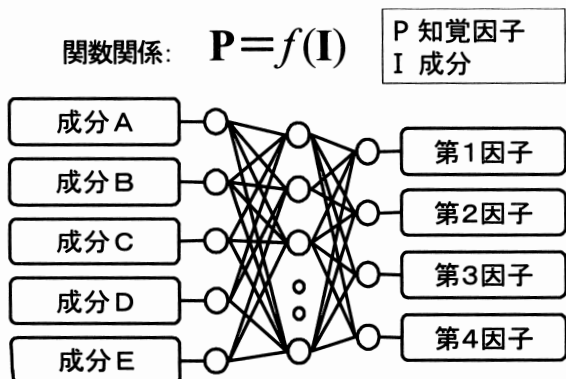 関数関係: P=f(I)
P 知覚因子
I 成分
成分A
成分B
成分C
成分D
成分E
第1因子
第2因子
第3因子
第4因子